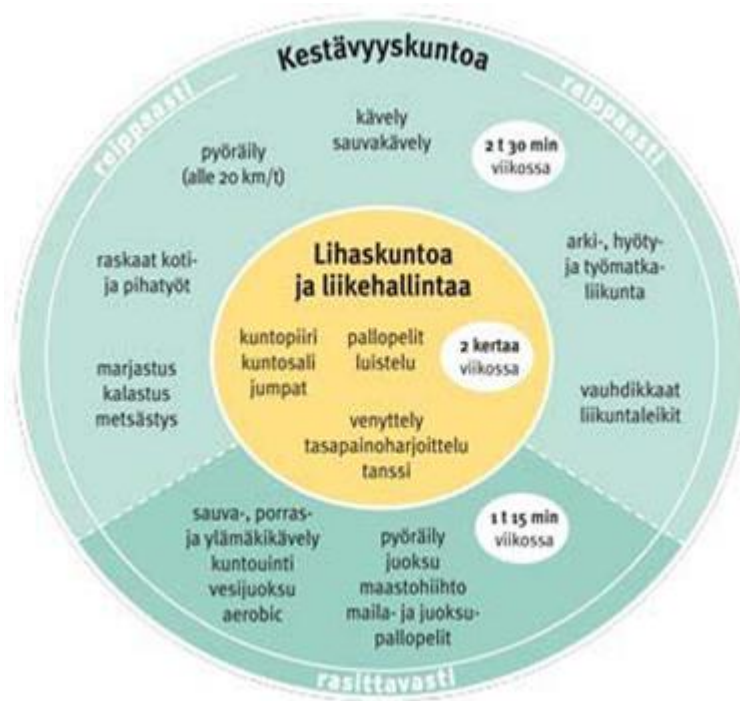 Kestävyyskuntoa
reippaasti
reippaasti
kävely
sauvakävely
2 t 30 min
viikossa
pyöräily
(alle 20 km/t)
raskaat koti-
ja pihatyöt
arki-, hyöty-
ja työmatka-
liikunta
marjastus
kalastus
metsästys
vauhdikkaat
liikuntaleikit
Lihaskuntoa
ja liikehallintaa
kuntopiiri
kuntosali
jumpat
pallopelit
luistelu
2 kertaa
viikossa
venyttely
tasapainoharjoittelu
tanssi
sauva-, porras-
ja ylämäkikävely
kuntouinti
vesijuoksu
aerobic
pyöräily
juoksu
maastohiihto
maila- ja juoksu-
pallopelit
1 t 15 min
viikossa
rasittavasti